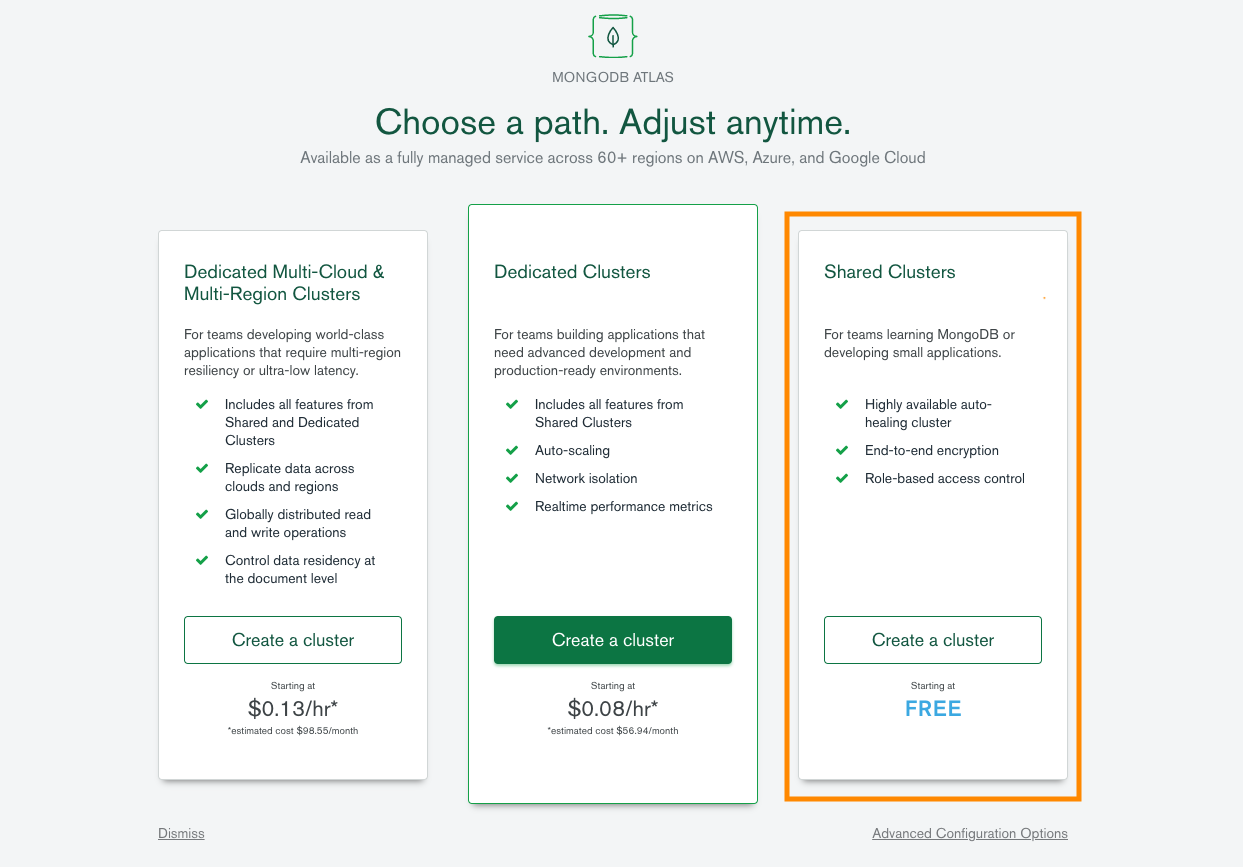 MONGODB ATLAS
Choose a path. Adjust anytime.
Available as a fully managed service across 60+ regions on AWS, Azure, and Google Cloud
Dedicated Multi-Cloud &
Multi-Region Clusters
For teams developing world-class
applications that require multi-region
resiliency or ultra-low latency.
Includes all features from
Shared and Dedicated
Clusters
Replicate data across
clouds and regions
Globally distributed read
and write operations
Control data residency at
the document level
Create a cluster
Starting at
$0.13/hr*
*estimated cost $98.55/month
Dedicated Clusters
For teams building applications that
need advanced development and
production-ready environments.
Includes all features from
Shared Clusters
Auto-scaling
Network isolation
Realtime performance metrics
Create a cluster
Starting at
$0.08/hr*
*estimated cost $56.94/month
Shared Clusters
For teams learning MongoDB or
developing small applications.
Highly available auto-
healing cluster
End-to-end encryption
Role-based access control
Create a cluster
Starting at
FREE
Dismiss
Advanced Configuration Options